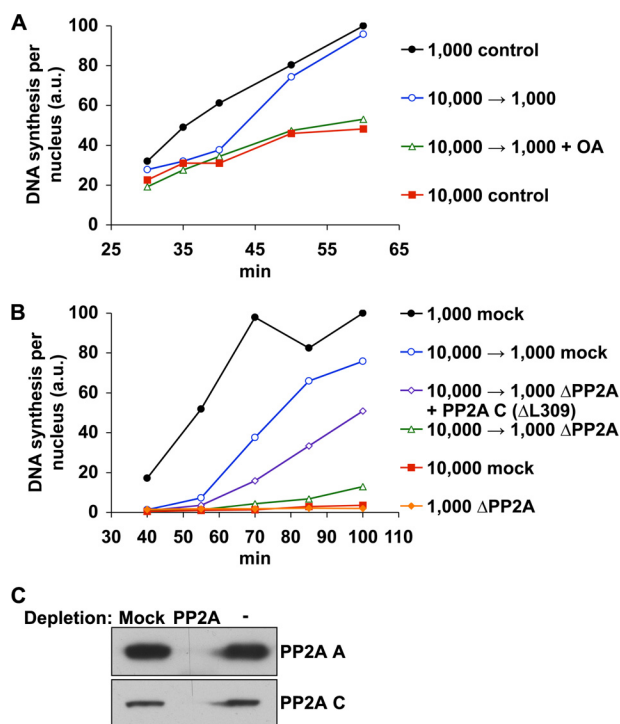 A
DNA synthesis per
nucleus (a.u.)
100
80
60
40
20
0
25 35 45 55 65
min
1,000 control
10,000 → 1,000
10,000 → 1,000 + OA
10,000 control
B
DNA synthesis per
nucleus (a.u.)
100
80
60
40
20
0
30 40 50 60 70 80 90 100 110
min
1,000 mock
10,000 → 1,000 mock
10,000 → 1,000 ΔPP2A
+ PP2A C (ΔL309)
10,000 → 1,000 ΔPP2A
10,000 mock
1,000 ΔPP2A
C
Depletion: Mock PP2A -
PP2A A
PP2A C